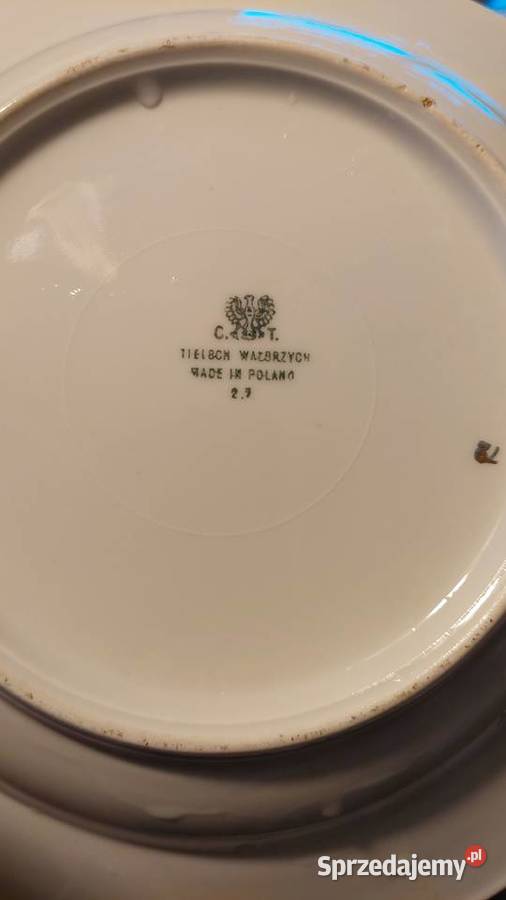 C. T.
TIELSCH WAŁBRZYCH
MADE IN POLAND
2.7
Sprzedajemy.pl